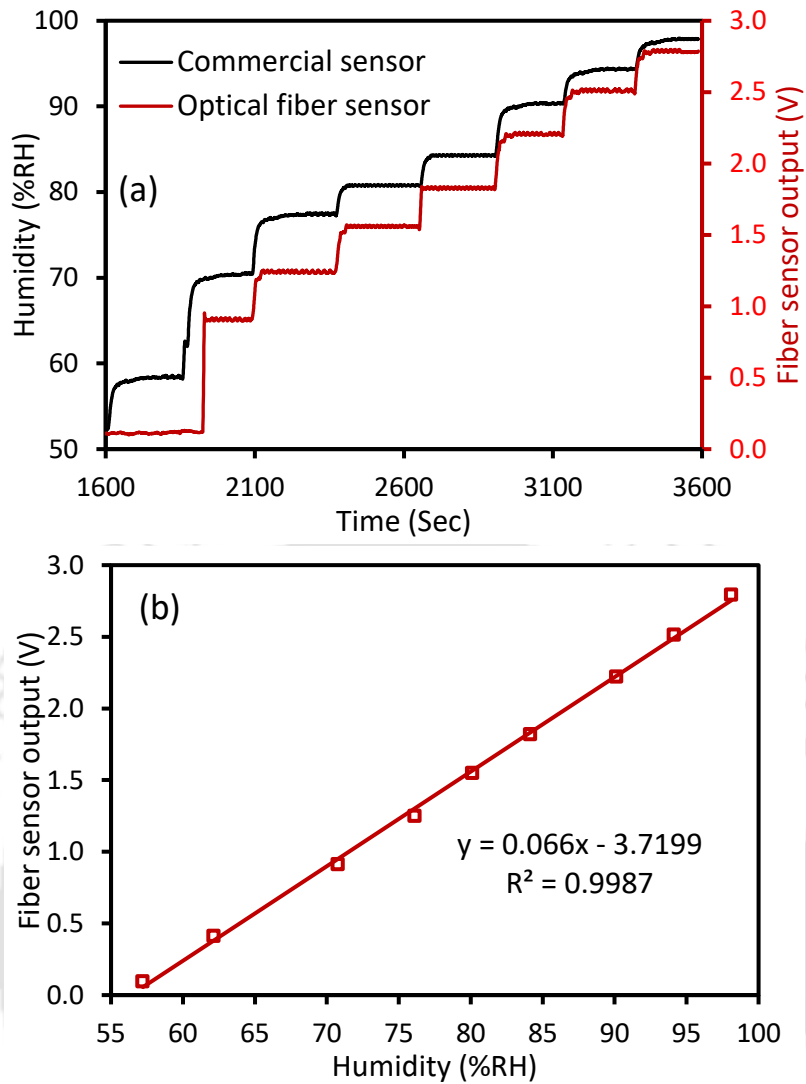 100
90
80
70
60
50
Humidity (%RH)
Commercial sensor
Optical fiber sensor
(a)
3.0
2.5
2.0
1.5
1.0
0.5
0.0
Fiber sensor output (V)
1600 2100 2600 3100 3600
Time (Sec)
3.0
2.5
2.0
1.5
1.0
0.5
0.0
Fiber sensor output (V)
(b)
y = 0.066x - 3.7199
R² = 0.9987
55 60 65 70 75 80 85 90 95 100
Humidity (%RH)